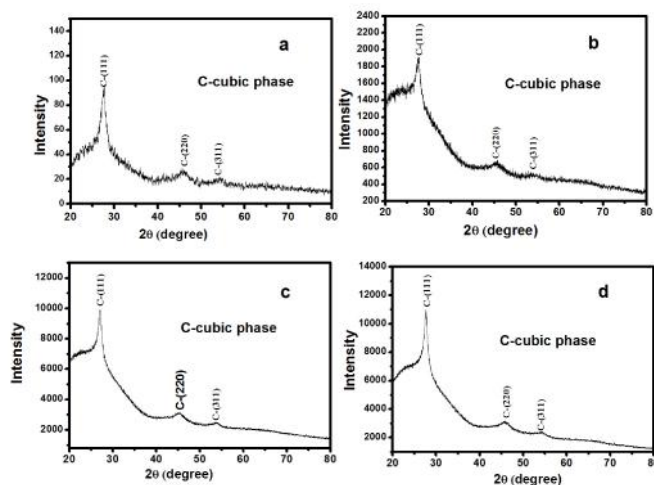 a
C-cubic phase
C-(111)
C-(220)
C-(311)
Intensity
140
120
100
80
60
40
20
0
20 30 40 50 60 70 80
2θ (degree)
b
C-cubic phase
C-(111)
C-(220)
C-(311)
Intensity
2400
2200
2000
1800
1600
1400
1200
1000
800
600
400
200
20 30 40 50 60 70 80
2θ (degree)
c
C-cubic phase
C-(111)
C-(220)
C-(311)
Intensity
12000
10000
8000
6000
4000
2000
20 30 40 50 60 70 80
2θ (degree)
d
C-cubic phase
C-(111)
C-(220)
C-(311)
Intensity
14000
12000
10000
8000
6000
4000
2000
20 30 40 50 60 70 80
2θ (degree)